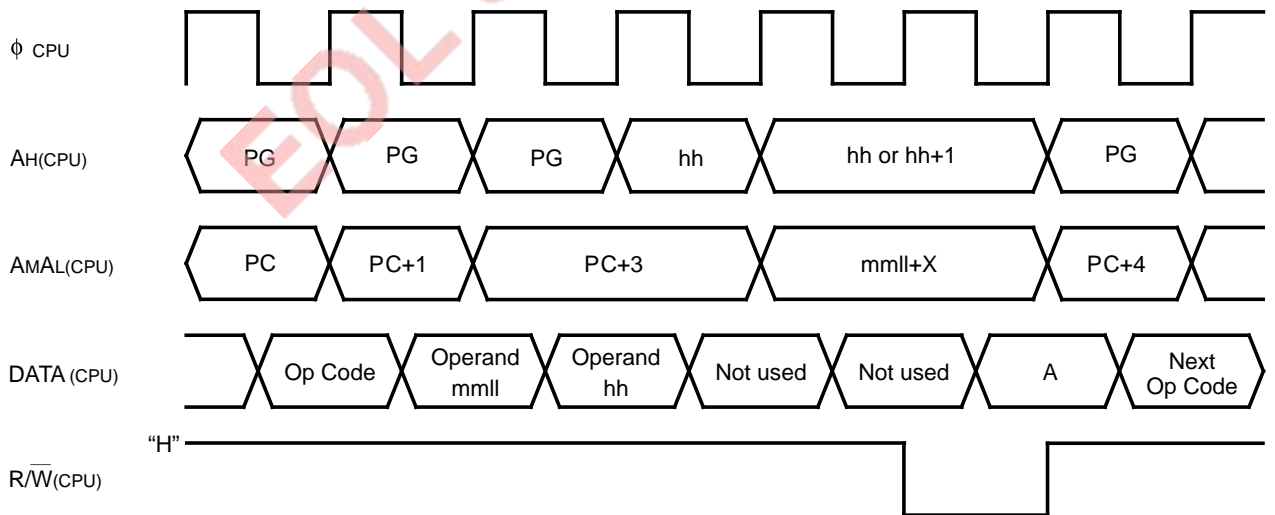 EOL
ϕ CPU
AH(CPU) PG PG PG hh hh or hh+1 PG
AMAL(CPU) PC PC+1 PC+3 mmll+X PC+4
DATA (CPU) Op Code Operand mmll Operand hh Not used Not used A Next Op Code
“H”
R/W̅(CPU)